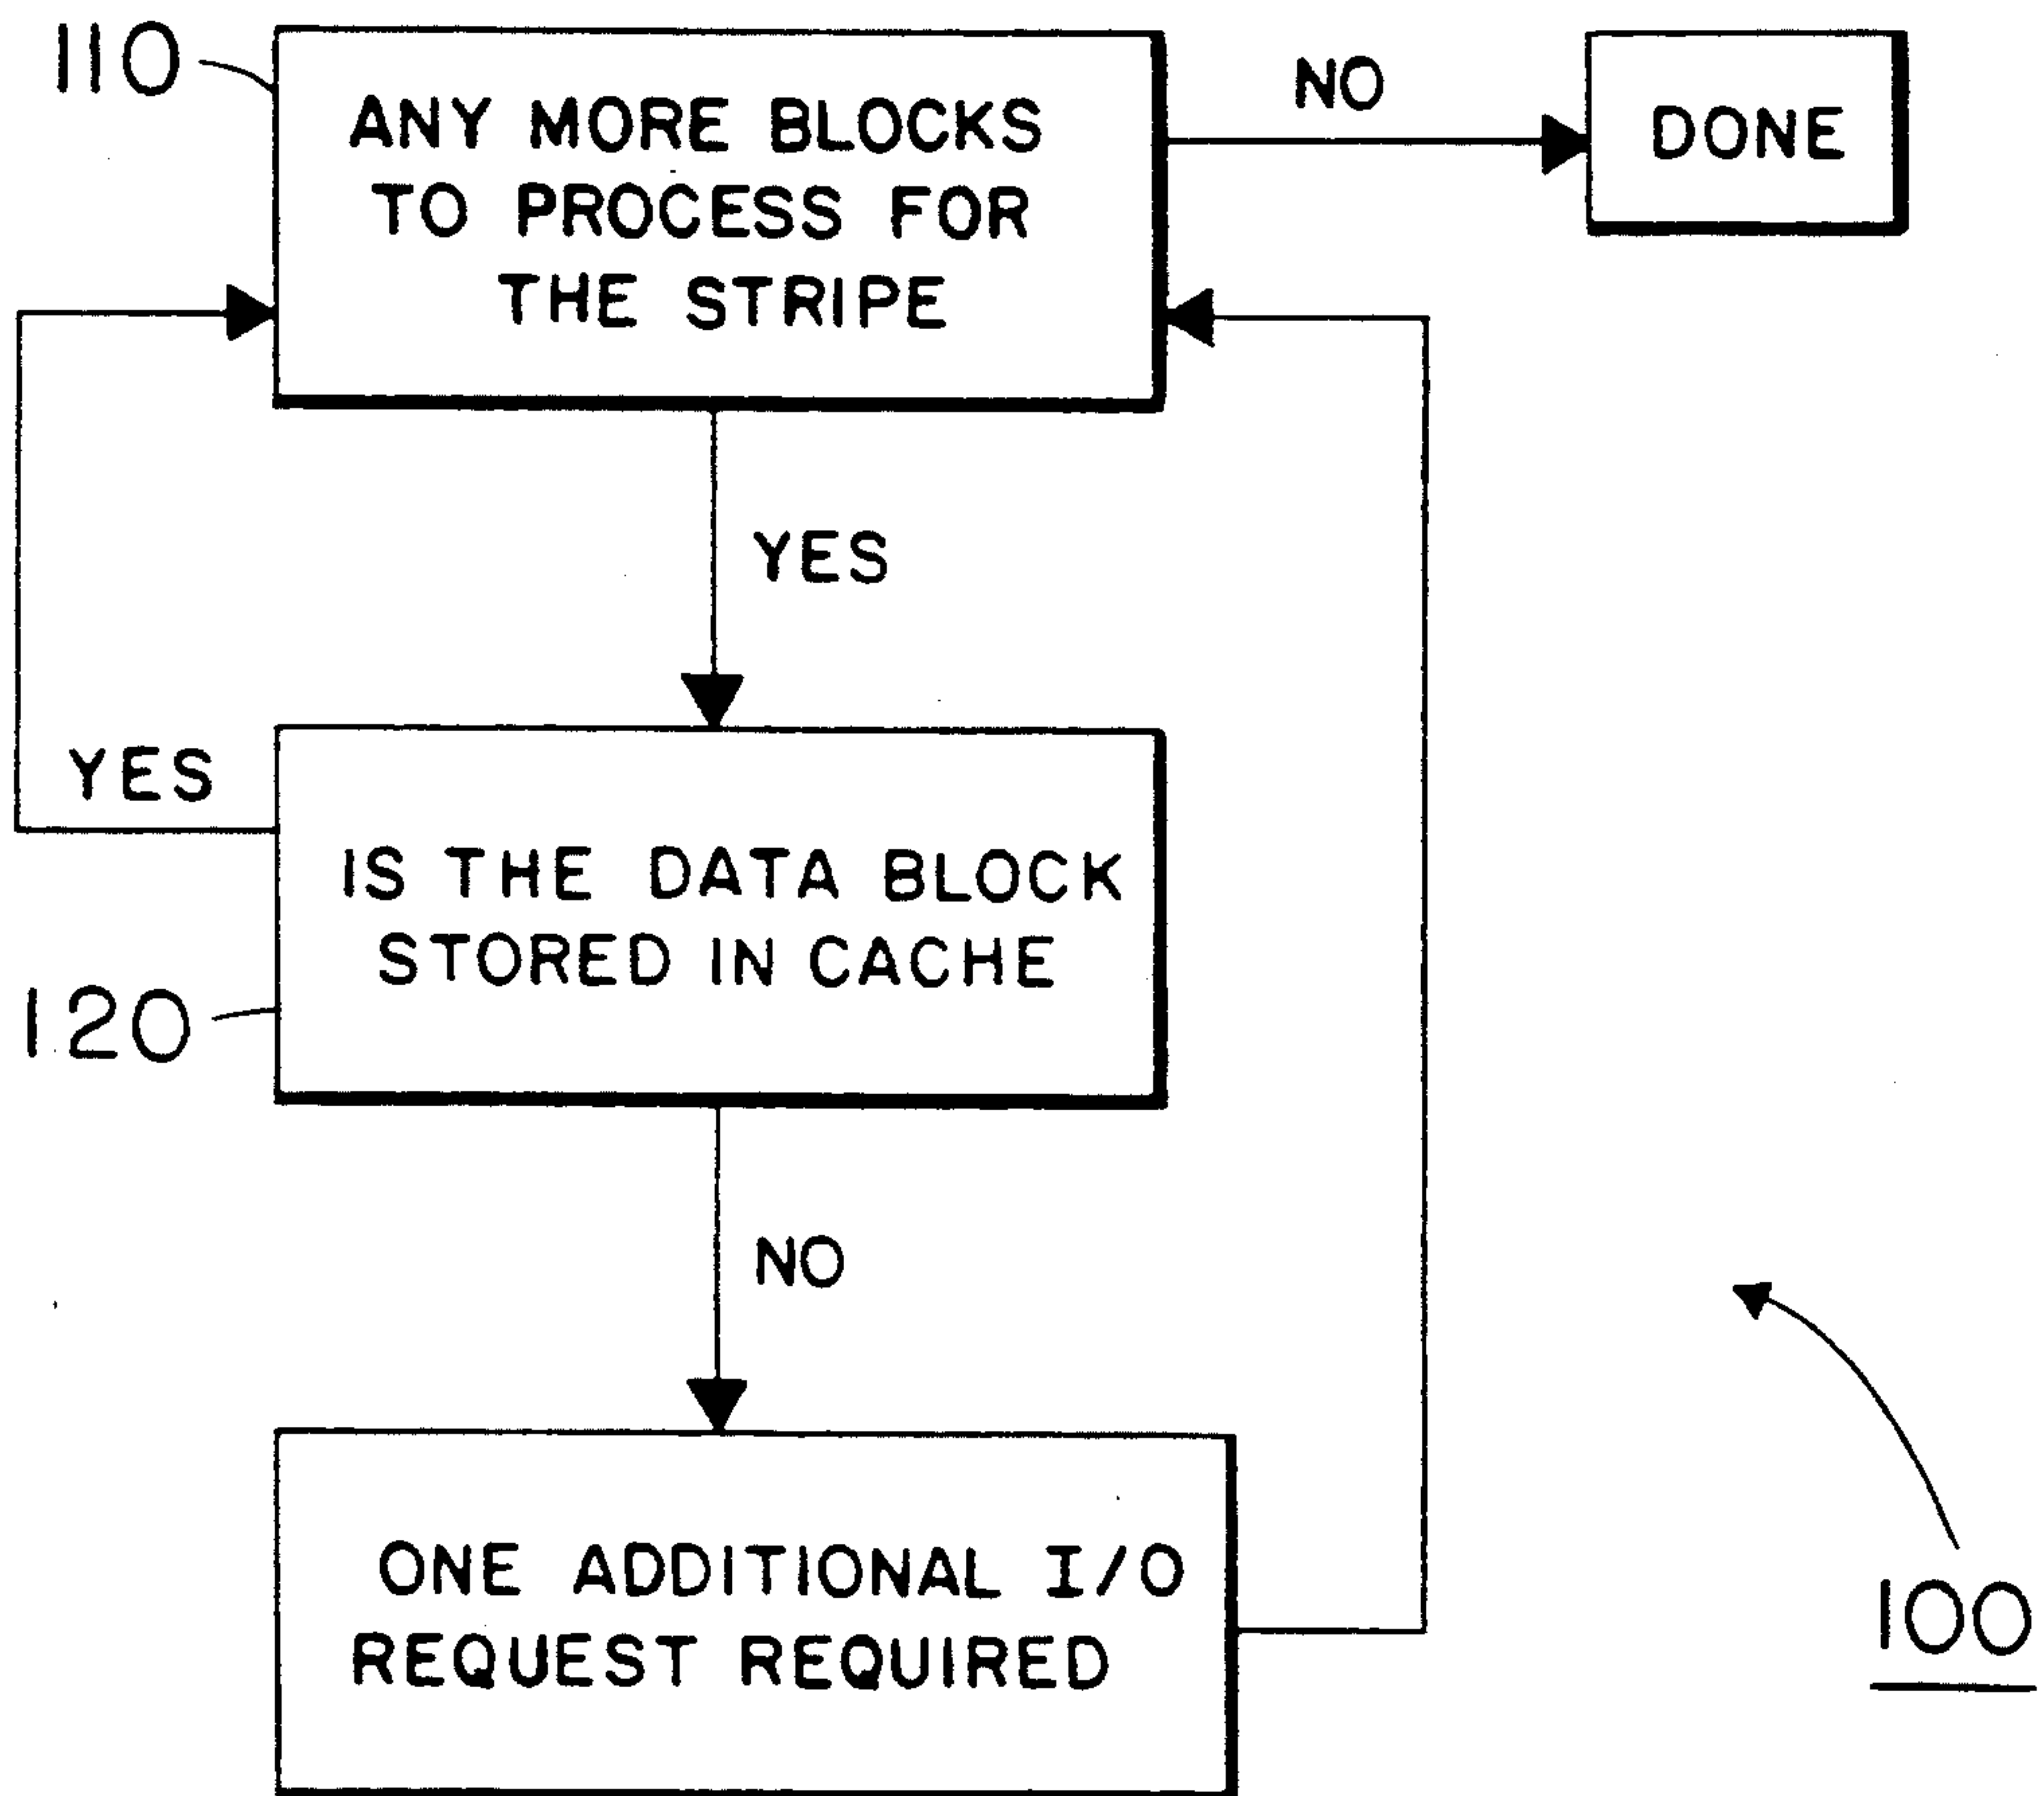 110
ANY MORE BLOCKS
TO PROCESS FOR
THE STRIPE
NO
DONE
YES
YES
IS THE DATA BLOCK
STORED IN CACHE
120
NO
ONE ADDITIONAL I/O
REQUEST REQUIRED
100